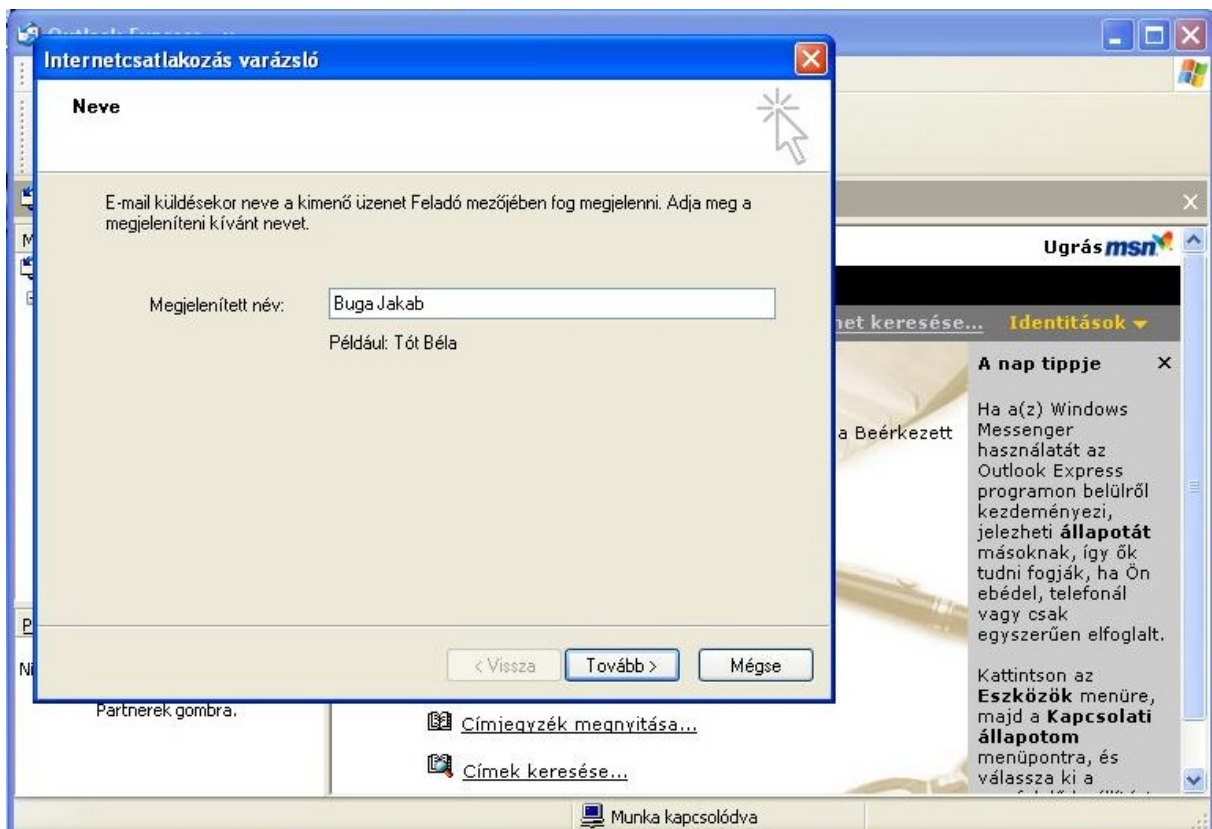 Internetcsatlakozás varázsló
Neve
E-mail küldésekor neve a kimenő üzenet Feladó mezőjében fog megjelenni. Adja meg a
megjeleníteni kívánt nevet.
Megjelenített név:
Buga Jakab
Például: Tót Béla
< Vissza
Tovább >
Mégse
Partnerek gombra.
Ugrás msn
keresése...
Identitások
a Beérkezett
A nap tippje
Ha a(z) Windows
Messenger
használatát az
Outlook Express
programon belülről
kezdeményezi,
jelezheti állapotát
másoknak, így ők
tudni fogják, ha Ön
ebédel, telefonál
vagy csak
egyszerűen elfoglalt.
Kattintson az
Eszközök menüre,
majd a Kapcsolati
állapotom
menüpontra, és
válassza ki a
Címjegyzék megnyitása...
Címek keresése...
Munka kapcsolódva